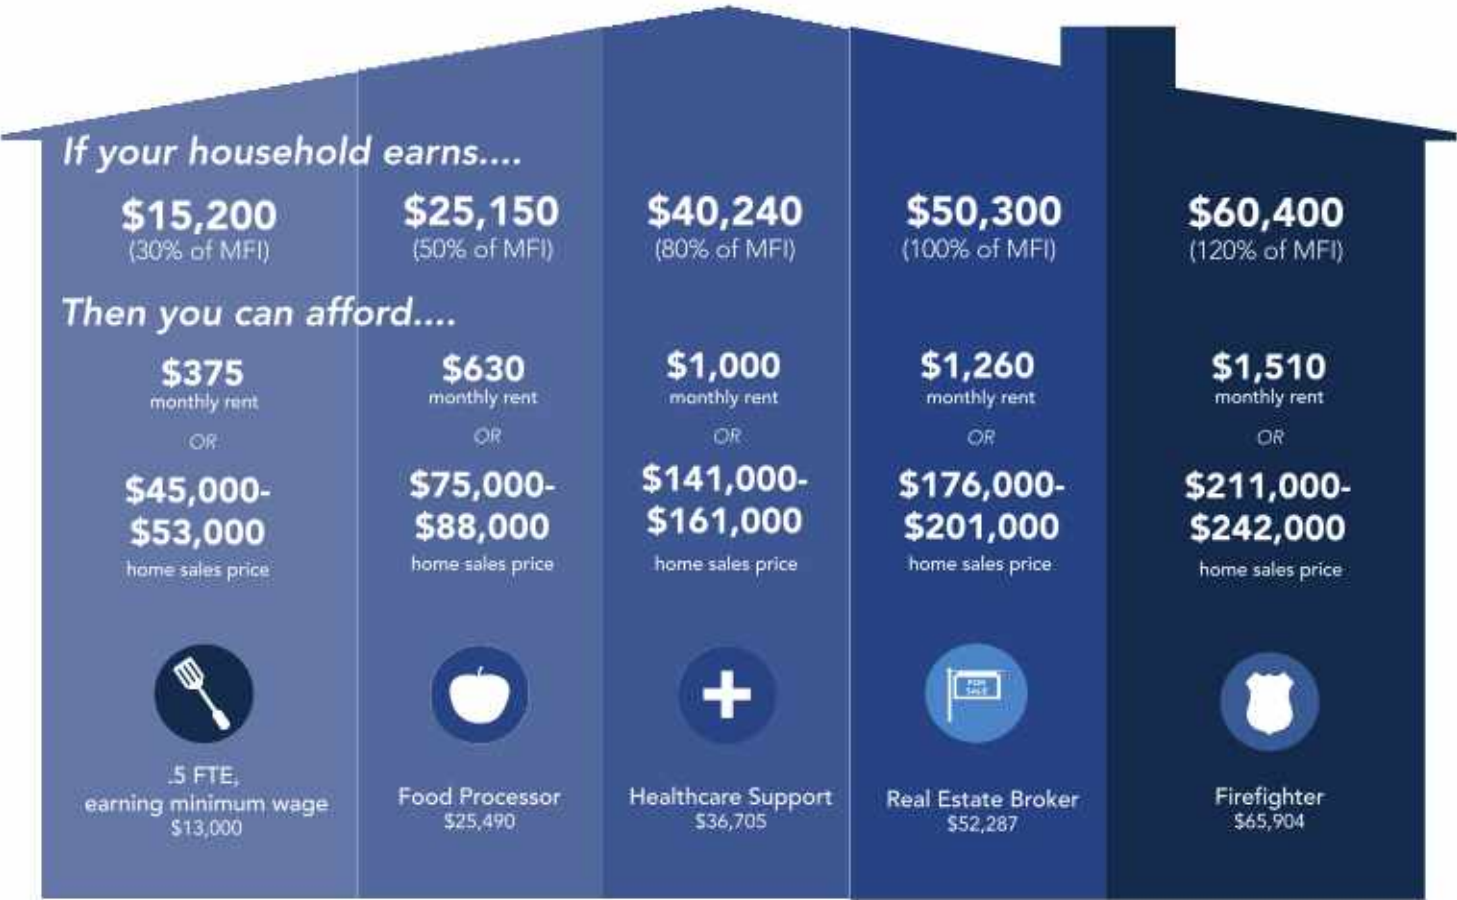 If your household earns....
$15,200
(30% of MFI)
$25,150
(50% of MFI)
$40,240
(80% of MFI)
$50,300
(100% of MFI)
$60,400
(120% of MFI)
Then you can afford....
$375
monthly rent
OR
$45,000-
$53,000
home sales price
$630
monthly rent
OR
$75,000-
$88,000
home sales price
$1,000
monthly rent
OR
$141,000-
$161,000
home sales price
$1,260
monthly rent
OR
$176,000-
$201,000
home sales price
$1,510
monthly rent
OR
$211,000-
$242,000
home sales price
FOR
SALE
.5 FTE,
earning minimum wage
$13,000
Food Processor
$25,490
Healthcare Support
$36,705
Real Estate Broker
$52,287
Firefighter
$65,904